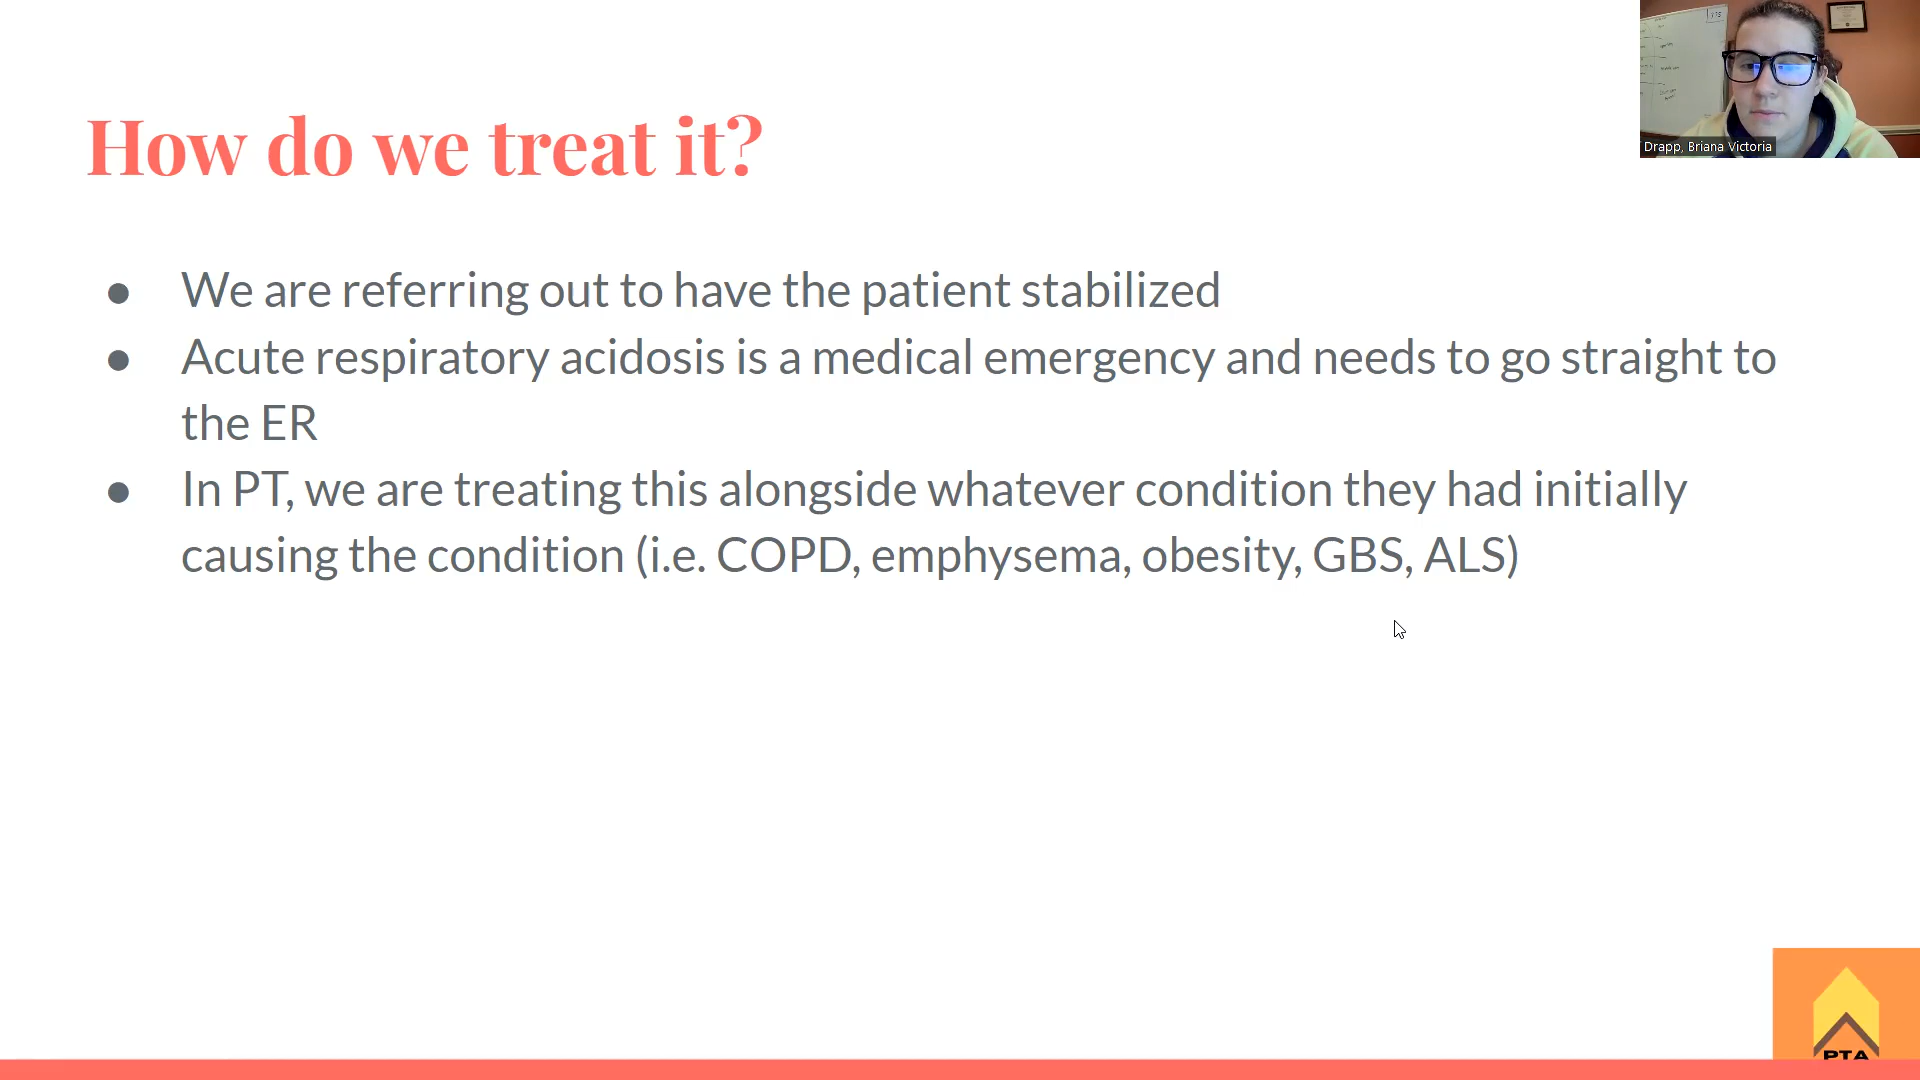 How do we treat it?
● We are referring out to have the patient stabilized
● Acute respiratory acidosis is a medical emergency and needs to go straight to
the ER
● In PT, we are treating this alongside whatever condition they had initially
causing the condition (i.e. COPD, emphysema, obesity, GBS, ALS)
Drapp, Briana Victoria
PTA